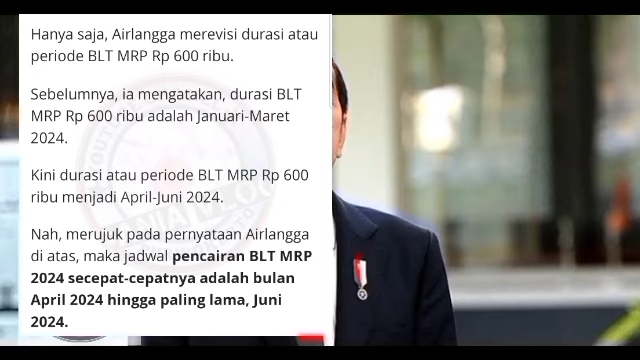 Hanya saja, Airlangga merevisi durasi atau
periode BLT MRP Rp 600 ribu.
Sebelumnya, ia mengatakan, durasi BLT
MRP Rp 600 ribu adalah Januari-Maret
2024.
Kini durasi atau periode BLT MRP Rp 600
ribu menjadi April-Juni 2024.
Nah, merujuk pada pernyataan Airlangga
di atas, maka jadwal pencairan BLT MRP
2024 secepat-cepatnya adalah bulan
April 2024 hingga paling lama, Juni
2024.